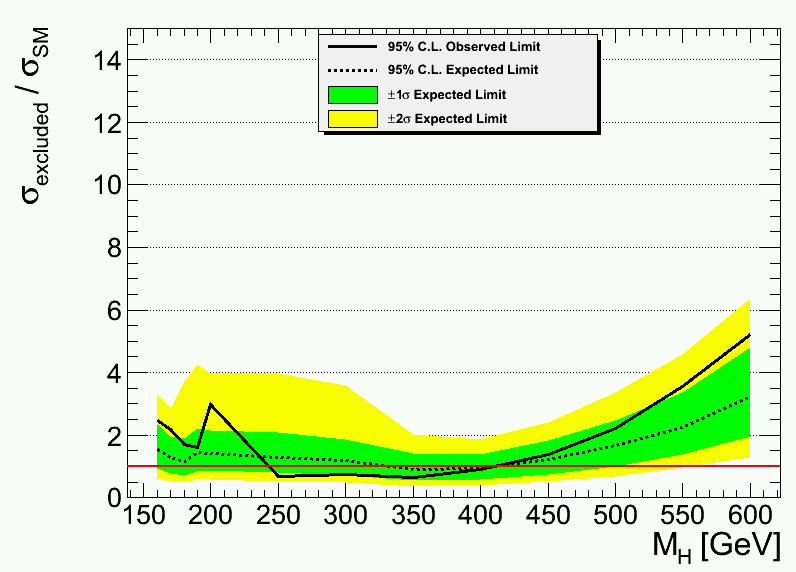 σexcluded / σSM
95% C.L. Observed Limit
95% C.L. Expected Limit
±1σ Expected Limit
±2σ Expected Limit
14
12
10
8
6
4
2
0
150 200 250 300 350 400 450 500 550 600
MH [GeV]